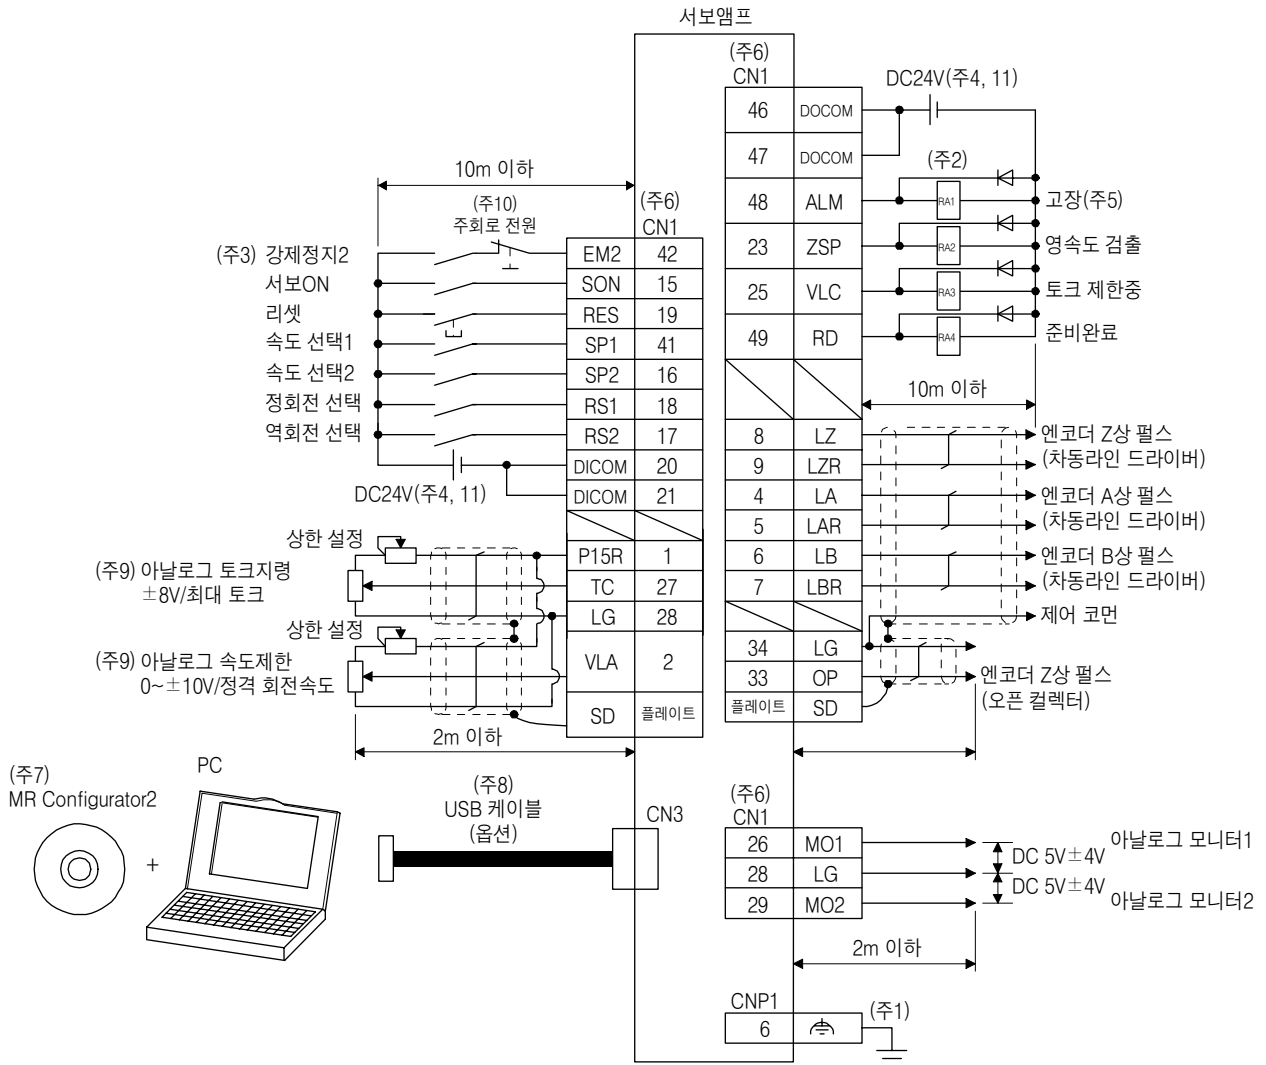 서보앰프
(주6)
CN1
DC24V(주4, 11)
46 DOCOM
47 DOCOM
(주2)
48 ALM RA1 고장(주5)
23 ZSP RA2 영속도 검출
25 VLC RA3 토크 제한중
49 RD RA4 준비완료
10m 이하
10m 이하
(주10)
주회로 전원
(주6)
CN1
(주3) 강제정지2 EM2 42
서보ON SON 15
리셋 RES 19
속도 선택1 SP1 41
속도 선택2 SP2 16
정회전 선택 RS1 18
역회전 선택 RS2 17
DICOM 20
DC24V(주4, 11) DICOM 21
상한 설정
P15R 1
(주9) 아날로그 토크지령
±8V/최대 토크
TC 27
LG 28
상한 설정
(주9) 아날로그 속도제한
0~±10V/정격 회전속도
VLA 2
SD 플레이트
2m 이하
8 LZ 엔코더 Z상 펄스
9 LZR (차동라인 드라이버)
4 LA 엔코더 A상 펄스
5 LAR (차동라인 드라이버)
6 LB 엔코더 B상 펄스
7 LBR (차동라인 드라이버)
제어 코먼
34 LG
33 OP 엔코더 Z상 펄스
(오픈 컬렉터)
플레이트 SD
(주7)
MR Configurator2
+
PC
(주8)
USB 케이블
(옵션)
CN3
(주6)
CN1
26 MO1 아날로그 모니터1
DC 5V±4V
28 LG
DC 5V±4V
29 MO2 아날로그 모니터2
2m 이하
CNP1
6
(주1)